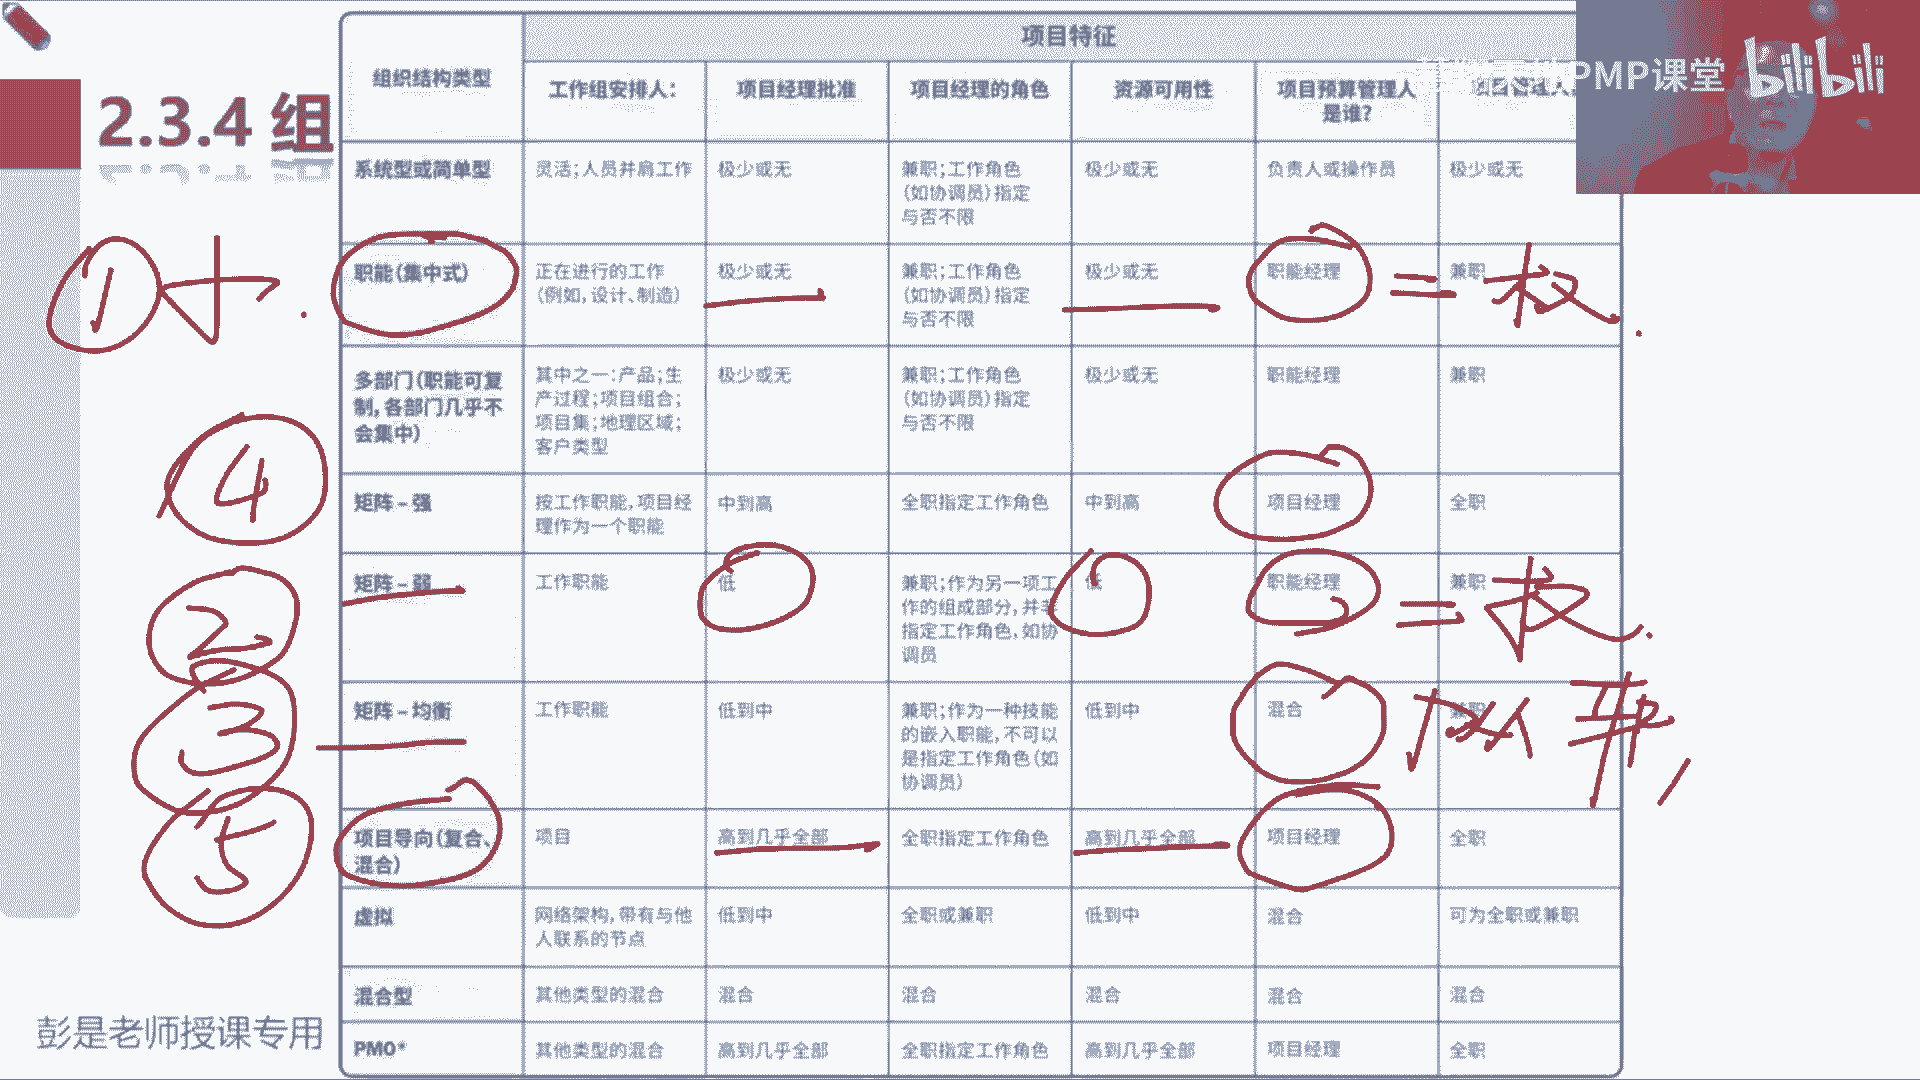 2.3.4 组
PMP课堂 bilibili
项目特征
组织结构类型
工作组安排人：
项目经理批准
项目经理的角色
资源可用性
项目预算管理人
是谁？
系统型或简单型
灵活；人员并肩工作
极少或无
兼职；工作角色
（如协调员）指定
与否不限
极少或无
负责人或操作员
极少或无
①
小.
职能（集中式）
正在进行的工作
（例如，设计、制造）
极少或无
兼职；工作角色
（如协调员）指定
与否不限
极少或无
职能经理
=
兼职
多部门（职能可复
制，各部门几乎不
会集中）
其中之一：产品；生
产过程；项目组合；
项目集；地理区域；
客户类型
极少或无
兼职；工作角色
（如协调员）指定
与否不限
极少或无
职能经理
兼职
④
矩阵 – 强
按工作职能，项目经
理作为一个职能
中到高
全职指定工作角色
中到高
项目经理
全职
②
矩阵 – 弱
工作职能
低
兼职；作为另一项工
作的组成部分，并非
指定工作角色，如协
调员
低
职能经理
=
兼职
③
矩阵 – 均衡
工作职能
低到中
兼职；作为一种技能
的嵌入职能，不可以
是指定工作角色（如
协调员）
低到中
混合
兼职
⑤
项目导向（复合、
混合）
项目
高到几乎全部
全职指定工作角色
高到几乎全部
项目经理
全职
虚拟
网络架构，带有与他
人联系的节点
低到中
全职或兼职
低到中
混合
可为全职或兼职
混合型
其他类型的混合
混合
混合
混合
混合
混合
PMO*
其他类型的混合
高到几乎全部
全职指定工作角色
高到几乎全部
项目经理
全职
彭是老师授课专用